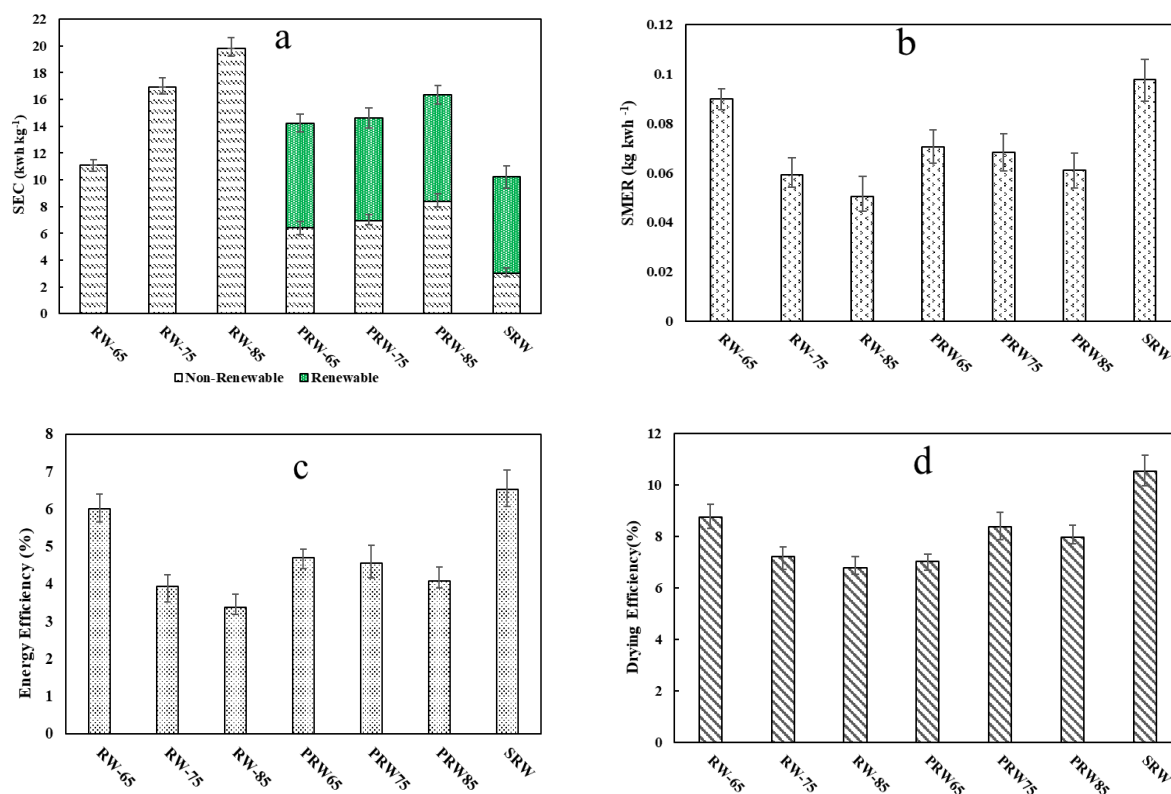 a
SEC (kwh kg-1)
22
20
18
16
14
12
10
8
6
4
2
0
RW-65
RW-75
RW-85
PRW-65
PRW-75
PRW-85
SRW
Non-Renewable
Renewable
b
SMER (kg kwh -1)
0.12
0.1
0.08
0.06
0.04
0.02
0
RW-65
RW-75
RW-85
PRW65
PRW75
PRW85
SRW
c
Energy Efficiency (%)
8
7
6
5
4
3
2
1
0
RW-65
RW-75
RW-85
PRW65
PRW75
PRW85
SRW
d
Drying Efficiency(%)
12
10
8
6
4
2
0
RW-65
RW-75
RW-85
PRW65
PRW75
PRW85
SRW